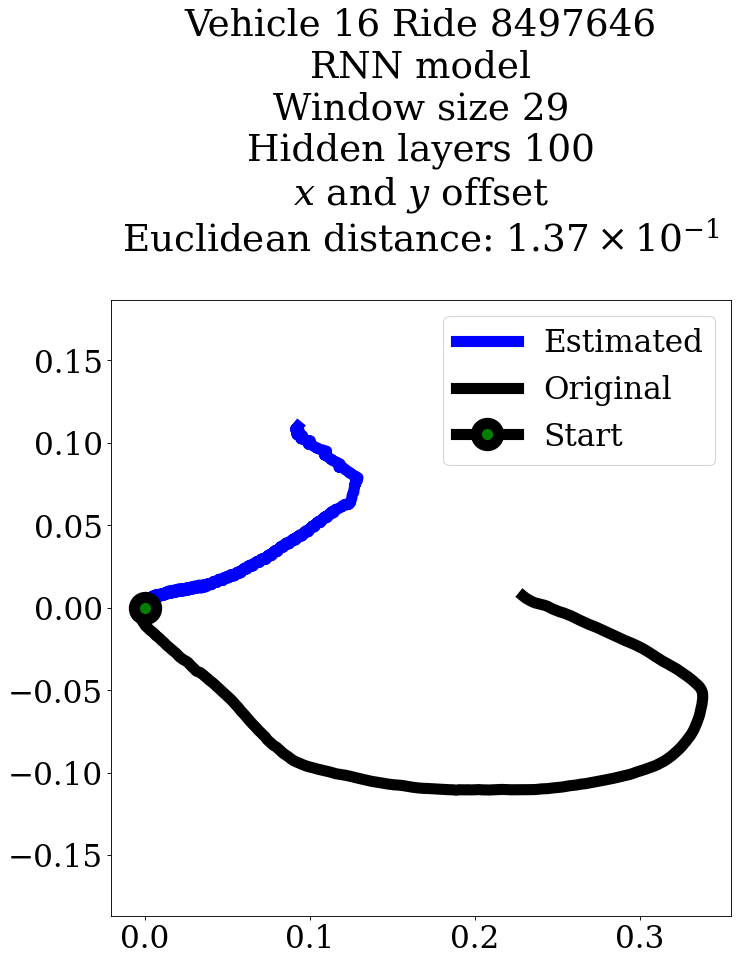 Vehicle 16 Ride 8497646
RNN model
Window size 29
Hidden layers 100
x and y offset
Euclidean distance: 1.37 × 10⁻¹
Estimated
Original
Start
0.15
0.10
0.05
0.00
−0.05
−0.10
−0.15
0.0 0.1 0.2 0.3